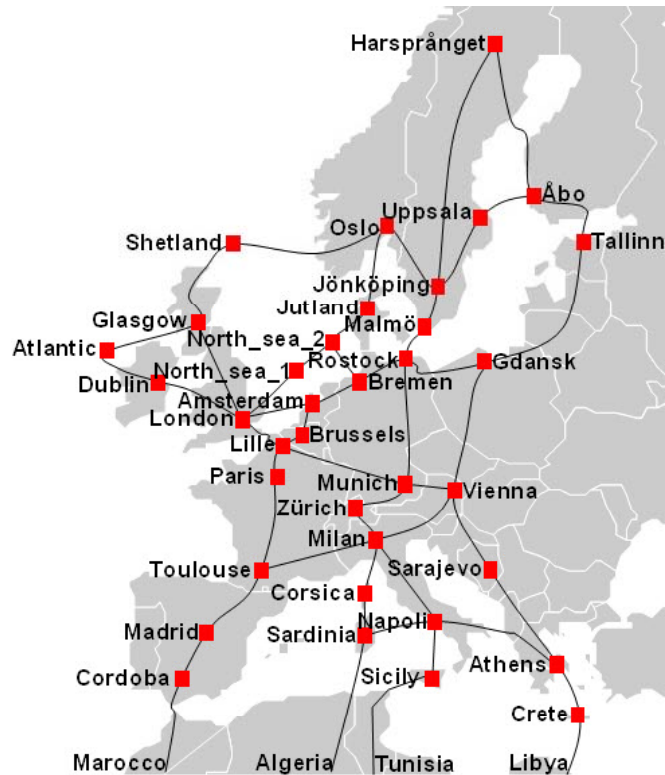 Harsprånget
Åbo
Uppsala
Oslo
Shetland
Tallinn
Jönköping
Jutland
Glasgow
Malmö
North_sea_2
Atlantic
Rostock
Gdansk
North_sea_1
Dublin
Bremen
Amsterdam
London
Brussels
Lille
Paris
Munich
Vienna
Zürich
Milan
Toulouse
Sarajevo
Corsica
Napoli
Madrid
Sardinia
Athens
Cordoba
Sicily
Crete
Marocco
Algeria
Tunisia
Libya